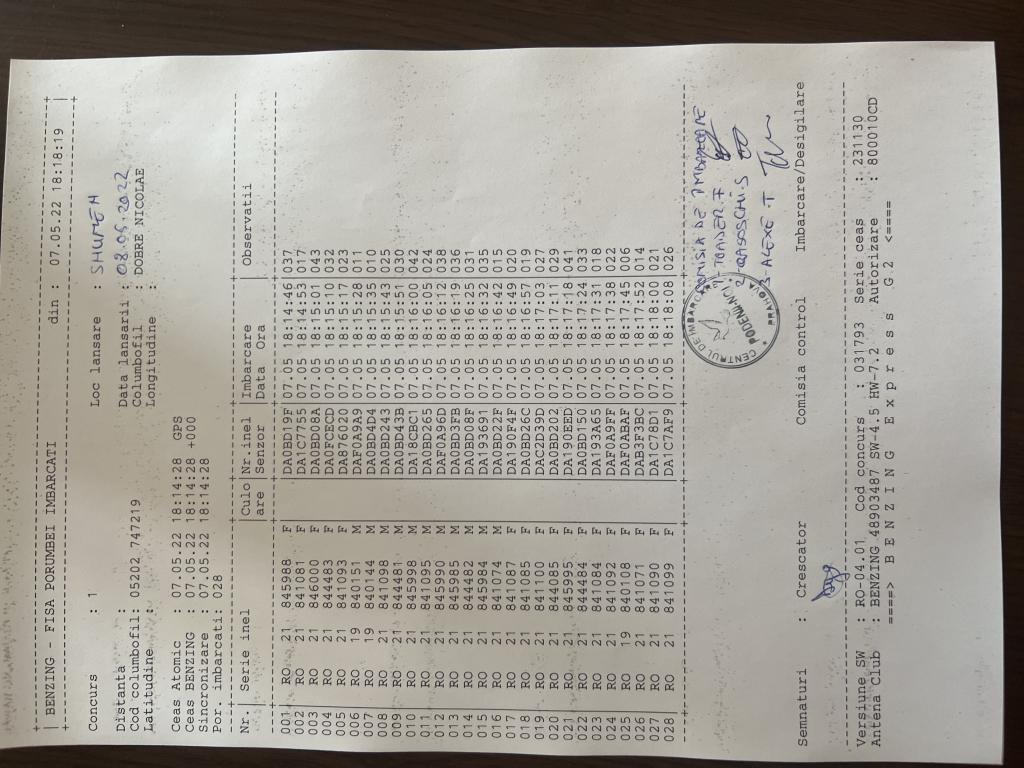 | BENZING - FISA PORUMBEI IMBARCATI din : 07.05.22 18:18:19 |
Concurs : 1 Loc lansare : SHUMEN
Distanta : Data lansarii : 08.05.2022
Cod columbofil: 05202 747219 Columbofil : DOBRE NICOLAE
Latitudine : Longitudine :
Ceas Atomic : 07.05.22 18:14:28 GPS
Ceas BENZING : 07.05.22 18:14:28 +000
Sincronizare : 07.05.22 18:14:28
Por. imbarcati: 028
Nr.| Serie inel |Culo|Nr.inel |Imbarcare | Observatii
|are |Senzor |Data Ora |
001 RO 21 845988 F | |DA0BD19F|07.05 18:14:46|037
002 RO 21 841081 F | |DA1C7755|07.05 18:14:53|017
003 RO 21 846000 F | |DA0BD08A|07.05 18:15:01|043
004 RO 21 844483 F | |DA0FCECD|07.05 18:15:10|032
005 RO 21 841093 F | |DA876020|07.05 18:15:17|023
006 RO 19 840151 M | |DAF0A9A9|07.05 18:15:28|011
007 RO 19 840144 M | |DA0BD4D4|07.05 18:15:35|010
008 RO 21 841098 M | |DA0BD243|07.05 18:15:43|025
009 RO 21 844481 M | |DA0BD43B|07.05 18:15:51|030
010 RO 21 845998 M | |DA18CBC1|07.05 18:16:00|042
011 RO 21 841095 M | |DA0BD265|07.05 18:16:05|024
012 RO 21 845990 M | |DAF0A96D|07.05 18:16:12|038
013 RO 21 845985 M | |DA0BD3FB|07.05 18:16:19|036
014 RO 21 844482 M | |DA0BD08F|07.05 18:16:25|031
015 RO 21 845984 M | |DA193691|07.05 18:16:32|035
016 RO 21 841074 M | |DA0BD22F|07.05 18:16:42|015
017 RO 21 841087 F | |DA190F4F|07.05 18:16:49|020
018 RO 21 841085 F | |DA0BD26C|07.05 18:16:57|019
019 RO 21 841100 F | |DAC2D39D|07.05 18:17:03|027
020 RO 21 844085 F | |DA0BD202|07.05 18:17:11|029
021 RO 21 845995 F | |DA190EED|07.05 18:17:18|041
022 RO 21 844484 F | |DA0BD150|07.05 18:17:24|033
023 RO 21 841084 F | |DA193A65|07.05 18:17:31|018
024 RO 21 841092 F | |DAF0A9FF|07.05 18:17:38|022
025 RO 19 840108 F | |DAF0ABAF|07.05 18:17:45|006
026 RO 21 841071 F | |DAB3F3BC|07.05 18:17:52|014
027 RO 21 841090 F | |DA1C78D1|07.05 18:18:00|021
028 RO 21 841099 F | |DA1C7AF9|07.05 18:18:08|026
COMISIA DE IMBARCARE
1-TOADER.F
CENTRUL DE IMBARCARE
PODENII-NOI
PRAHOVA
3-ALEXE T
Semnaturi : Crescator Comisia control Imbarcare/Desigilare
Versiune SW : RO-04.01 Cod concurs : 031793 Serie ceas : 231130
Antena Club : BENZING 48903487 SW-4.5 HW-7.2 Autorizare : 800010CD
====> B E N Z I N G E x p r e s s G 2 <====